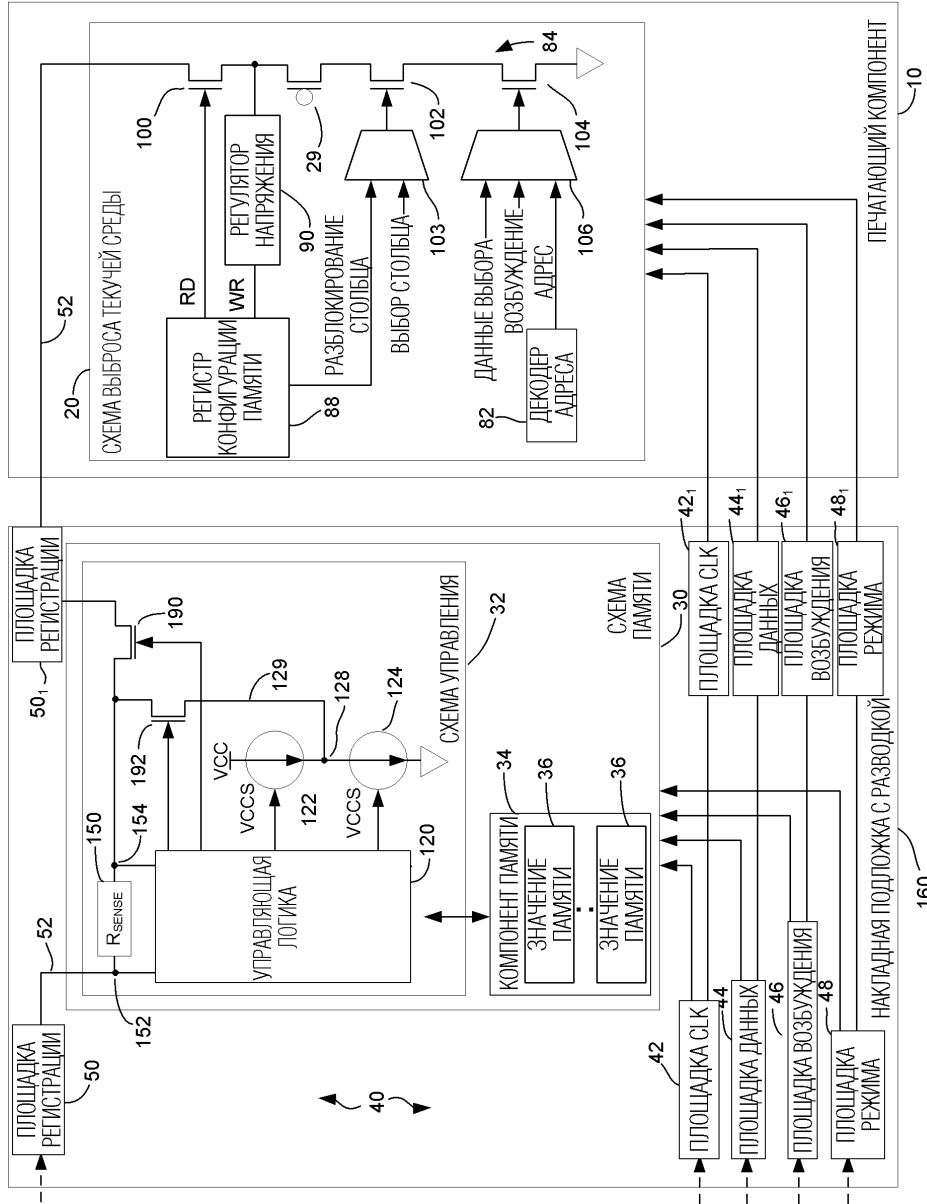 ПЕЧАТАЮЩИЙ КОМПОНЕНТ
10
СХЕМА ВЫБРОСА ТЕКУЧЕЙ СРЕДЫ
20
52
84
100
29
102
104
РЕГУЛЯТОР
НАПРЯЖЕНИЯ
90
103
106
RD
WR
РАЗБЛОКИРОВАНИЕ
СТОЛЬЦА
ВЫБОР СТОЛЬЦА
ДАННЫЕ ВЫБОРА
ВОЗБУЖДЕНИЕ
АДРЕС
РЕГИСТР
КОНФИГУРАЦИИ
ПАМЯТИ
88
82
ДЕКОДЕР
АДРЕСА
ПЛОЩАДКА
РЕГИСТРАЦИИ
50₁
ПЛОЩАДКА CLK
42₁
ПЛОЩАДКА
ДАННЫХ
44₁
ПЛОЩАДКА
ВОЗБУЖДЕНИЯ
46₁
ПЛОЩАДКА
РЕЖИМА
48₁
СХЕМА
ПАМЯТИ
30
СХЕМА УПРАВЛЕНИЯ
32
190
192
129
128
124
VCC
VCCS
122
VCCS
150
154
RSENSE
152
52
УПРАВЛЯЮЩАЯ
ЛОГИКА
120
КОМПОНЕНТ ПАМЯТИ
34
ЗНАЧЕНИЕ
ПАМЯТИ
36
ЗНАЧЕНИЕ
ПАМЯТИ
36
НАКЛАДНАЯ ПОДЛОЖКА С РАЗВОДКОЙ
160
ПЛОЩАДКА
РЕГИСТРАЦИИ
50
40
ПЛОЩАДКА CLK
42
ПЛОЩАДКА ДАННЫХ
44
ПЛОЩАДКА ВОЗБУЖДЕНИЯ
46
ПЛОЩАДКА
РЕЖИМА
48